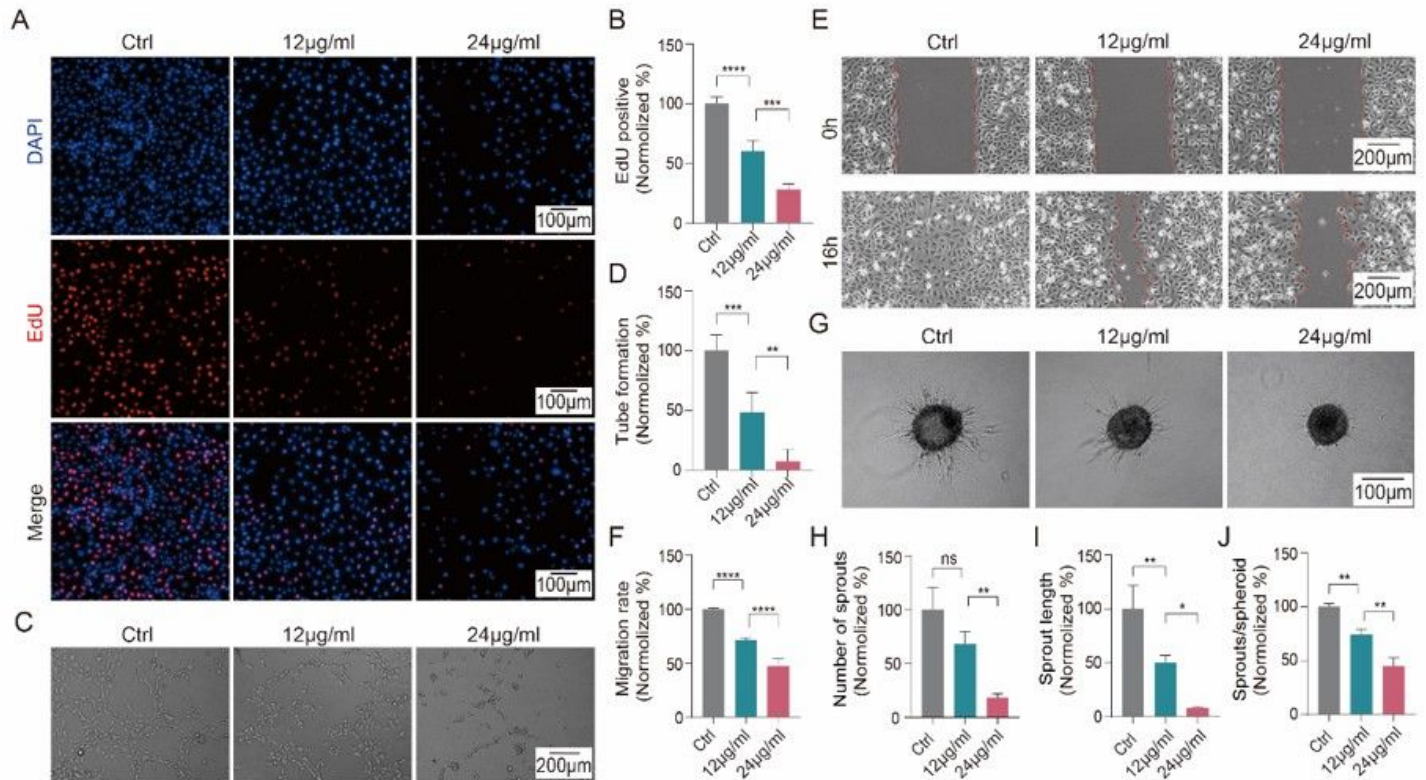 A
Ctrl
12μg/ml
24μg/ml
DAPI
100μm
EdU
100μm
Merge
100μm
B
EdU positive
(Normolized %)
150
100
50
0
****
***
Ctrl
12μg/ml
24μg/ml
C
Ctrl
12μg/ml
24μg/ml
200μm
D
Tube formation
(Normolized %)
150
100
50
0
***
**
Ctrl
12μg/ml
24μg/ml
E
Ctrl
12μg/ml
24μg/ml
0h
200μm
16h
200μm
F
Migration rate
(Normolized %)
150
100
50
0
****
****
Ctrl
12μg/ml
24μg/ml
G
Ctrl
12μg/ml
24μg/ml
100μm
H
Number of sprouts
(Normolized %)
150
100
50
0
ns
**
Ctrl
12μg/ml
24μg/ml
I
Sprout length
(Normolized %)
150
100
50
0
**
*
Ctrl
12μg/ml
24μg/ml
J
Sprouts/spheroid
(Normolized %)
150
100
50
0
**
**
Ctrl
12μg/ml
24μg/ml